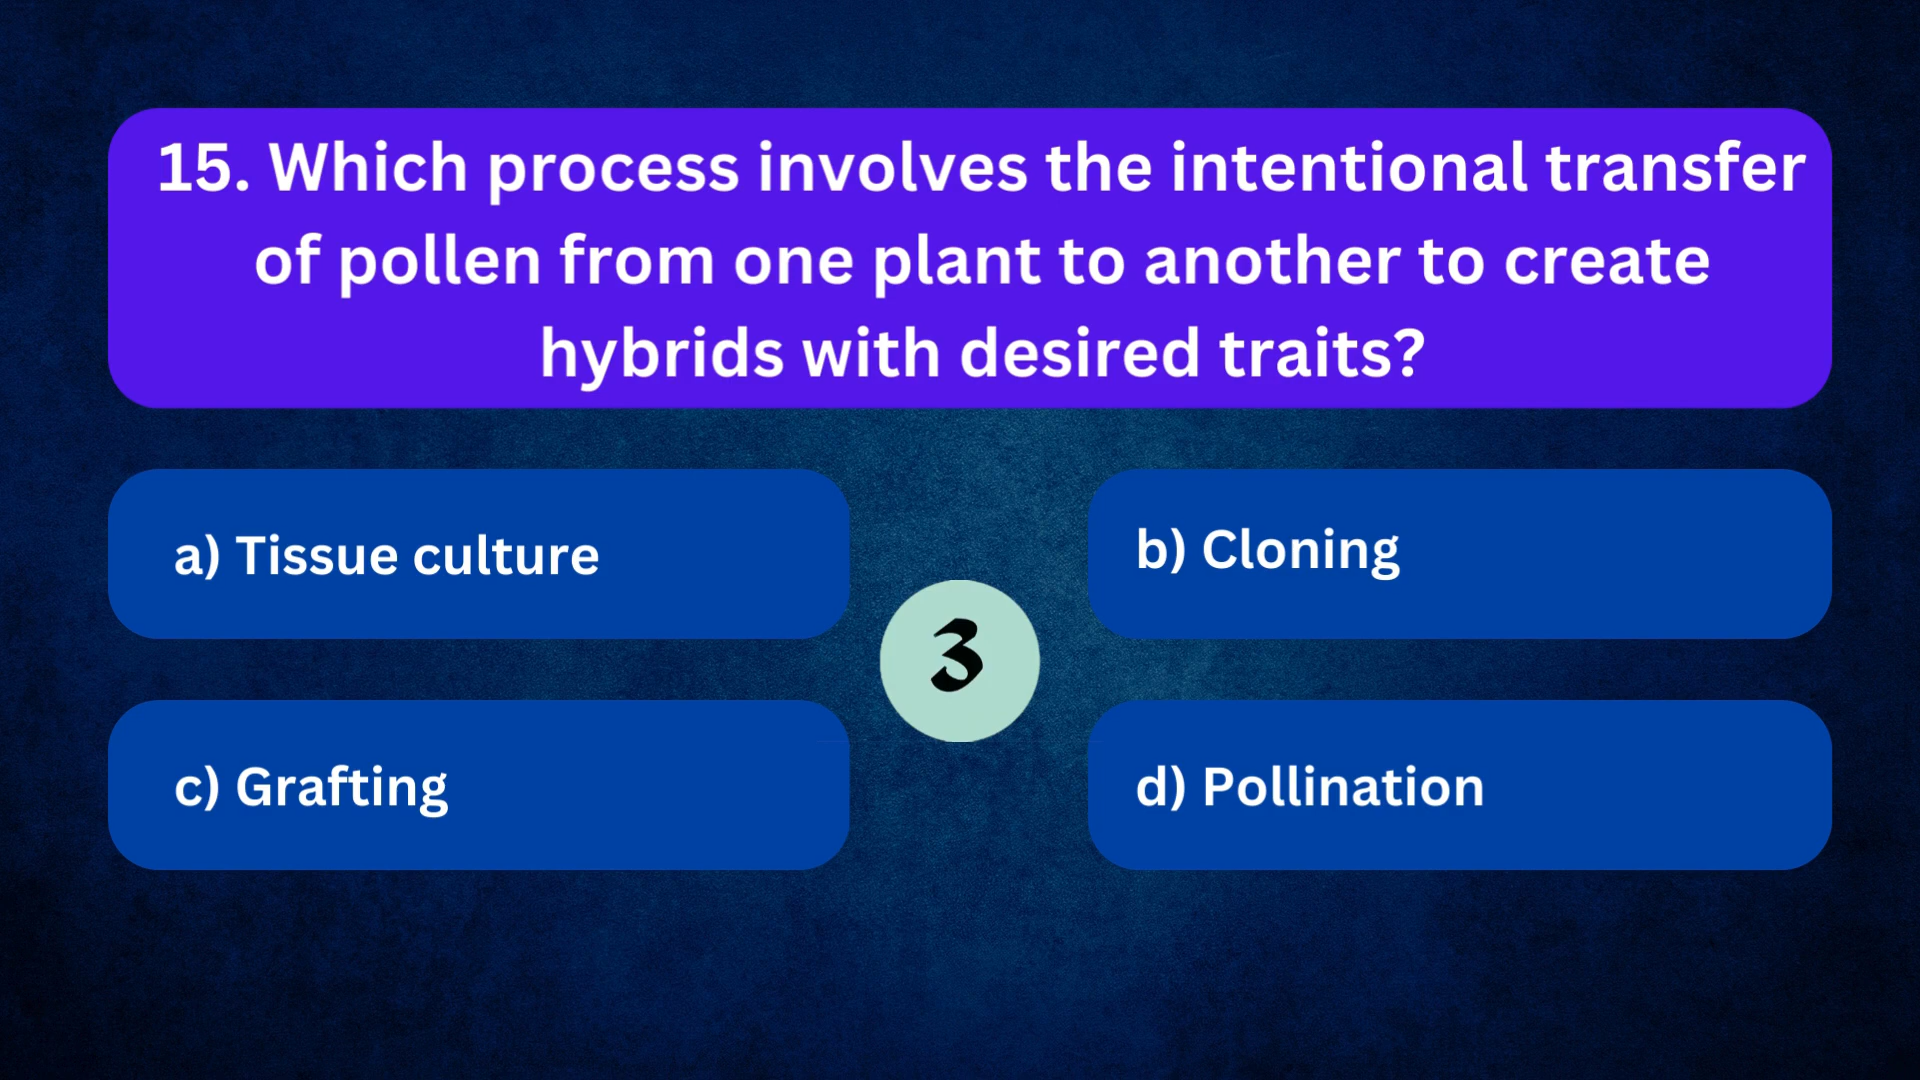 15. Which process involves the intentional transfer
of pollen from one plant to another to create
hybrids with desired traits?
a) Tissue culture
b) Cloning
3
c) Grafting
d) Pollination